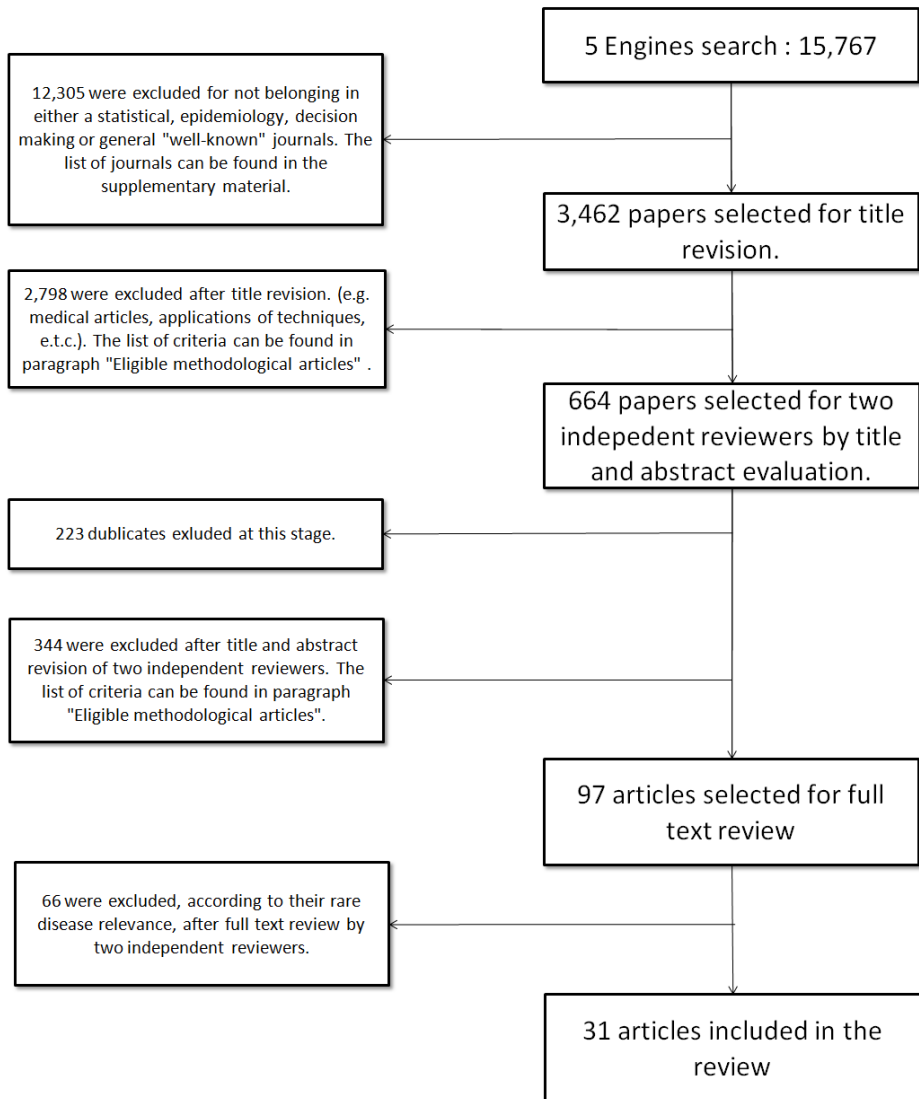 5 Engines search : 15,767
12,305 were excluded for not belonging in
either a statistical, epidemiology, decision
making or general "well-known" journals. The
list of journals can be found in the
supplementary material.
3,462 papers selected for title
revision.
2,798 were excluded after title revision. (e.g.
medical articles, applications of techniques,
e.t.c.). The list of criteria can be found in
paragraph "Eligible methodological articles" .
664 papers selected for two
indepedent reviewers by title
and abstract evaluation.
223 dublicates exluded at this stage.
344 were excluded after title and abstract
revision of two independent reviewers. The
list of criteria can be found in paragraph
"Eligible methodological articles".
97 articles selected for full
text review
66 were excluded, according to their rare
disease relevance, after full text review by
two independent reviewers.
31 articles included in the
review